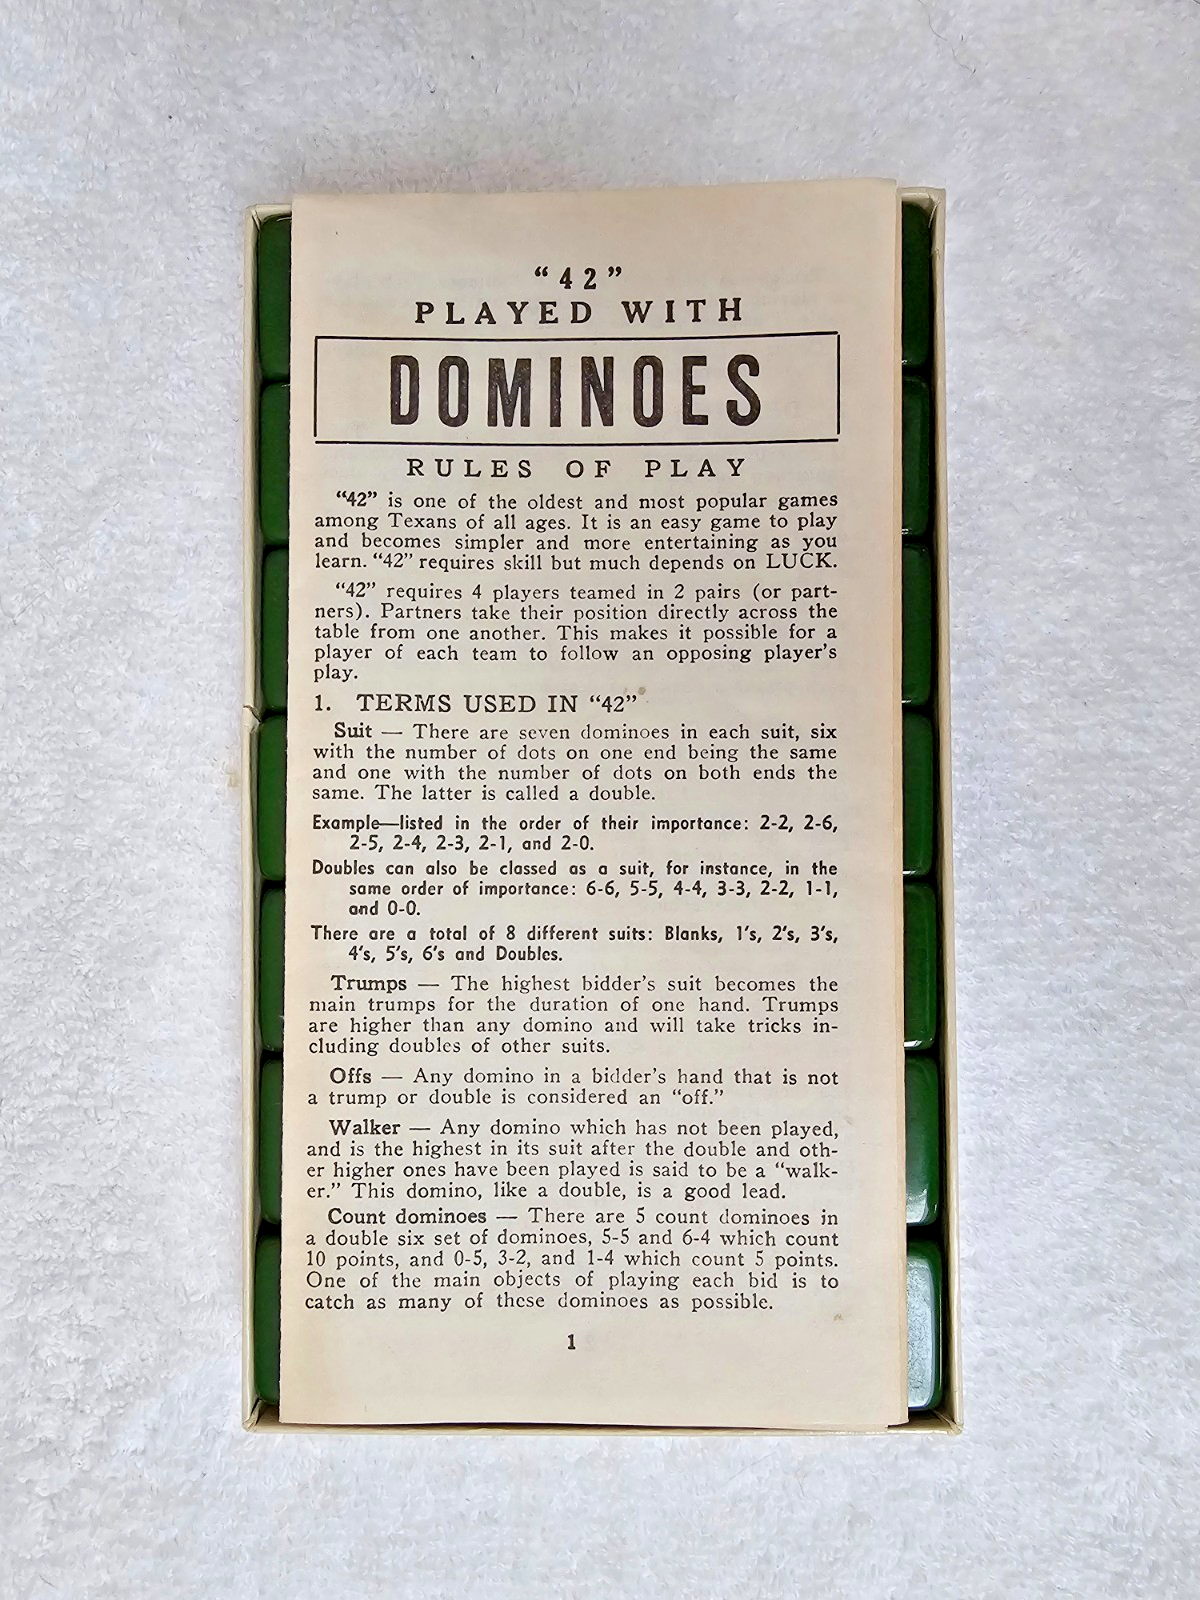 "42"
PLAYED WITH
DOMINOES
RULES OF PLAY
"42" is one of the oldest and most popular games
among Texans of all ages. It is an easy game to play
and becomes simpler and more entertaining as you
learn. "42" requires skill but much depends on LUCK.
"42" requires 4 players teamed in 2 pairs (or part-
ners). Partners take their position directly across the
table from one another. This makes it possible for a
player of each team to follow an opposing player's
play.
1. TERMS USED IN "42"
Suit — There are seven dominoes in each suit, six
with the number of dots on one end being the same
and one with the number of dots on both ends the
same. The latter is called a double.
Example—listed in the order of their importance: 2-2, 2-6,
2-5, 2-4, 2-3, 2-1, and 2-0.
Doubles can also be classed as a suit, for instance, in the
same order of importance: 6-6, 5-5, 4-4, 3-3, 2-2, 1-1,
and 0-0.
There are a total of 8 different suits: Blanks, 1's, 2's, 3's,
4's, 5's, 6's and Doubles.
Trumps — The highest bidder's suit becomes the
main trumps for the duration of one hand. Trumps
are higher than any domino and will take tricks in-
cluding doubles of other suits.
Offs — Any domino in a bidder's hand that is not
a trump or double is considered an "off."
Walker — Any domino which has not been played,
and is the highest in its suit after the double and oth-
er higher ones have been played is said to be a "walk-
er." This domino, like a double, is a good lead.
Count dominoes — There are 5 count dominoes in
a double six set of dominoes, 5-5 and 6-4 which count
10 points, and 0-5, 3-2, and 1-4 which count 5 points.
One of the main objects of playing each bid is to
catch as many of these dominoes as possible.
1